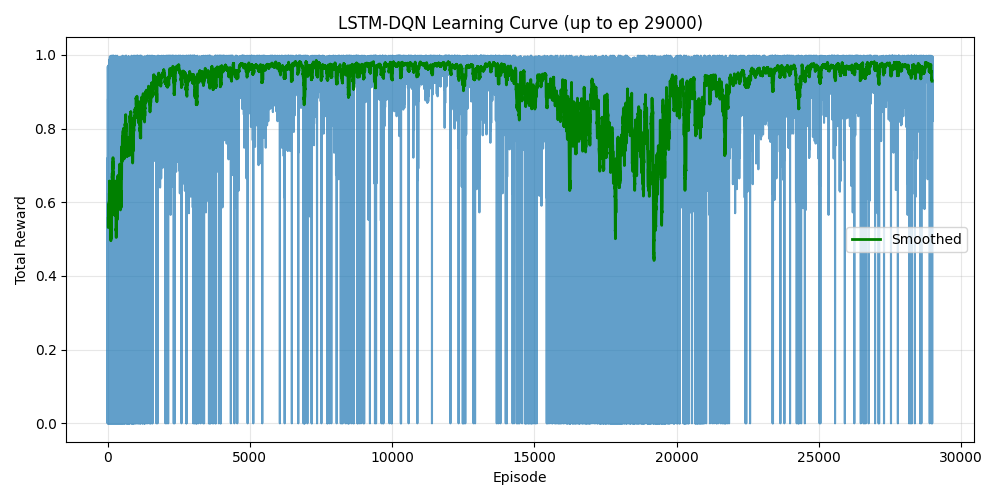 LSTM-DQN Learning Curve (up to ep 29000)
1.0
0.8
0.6
0.4
0.2
0.0
Total Reward
Smoothed
0 5000 10000 15000 20000 25000 30000
Episode